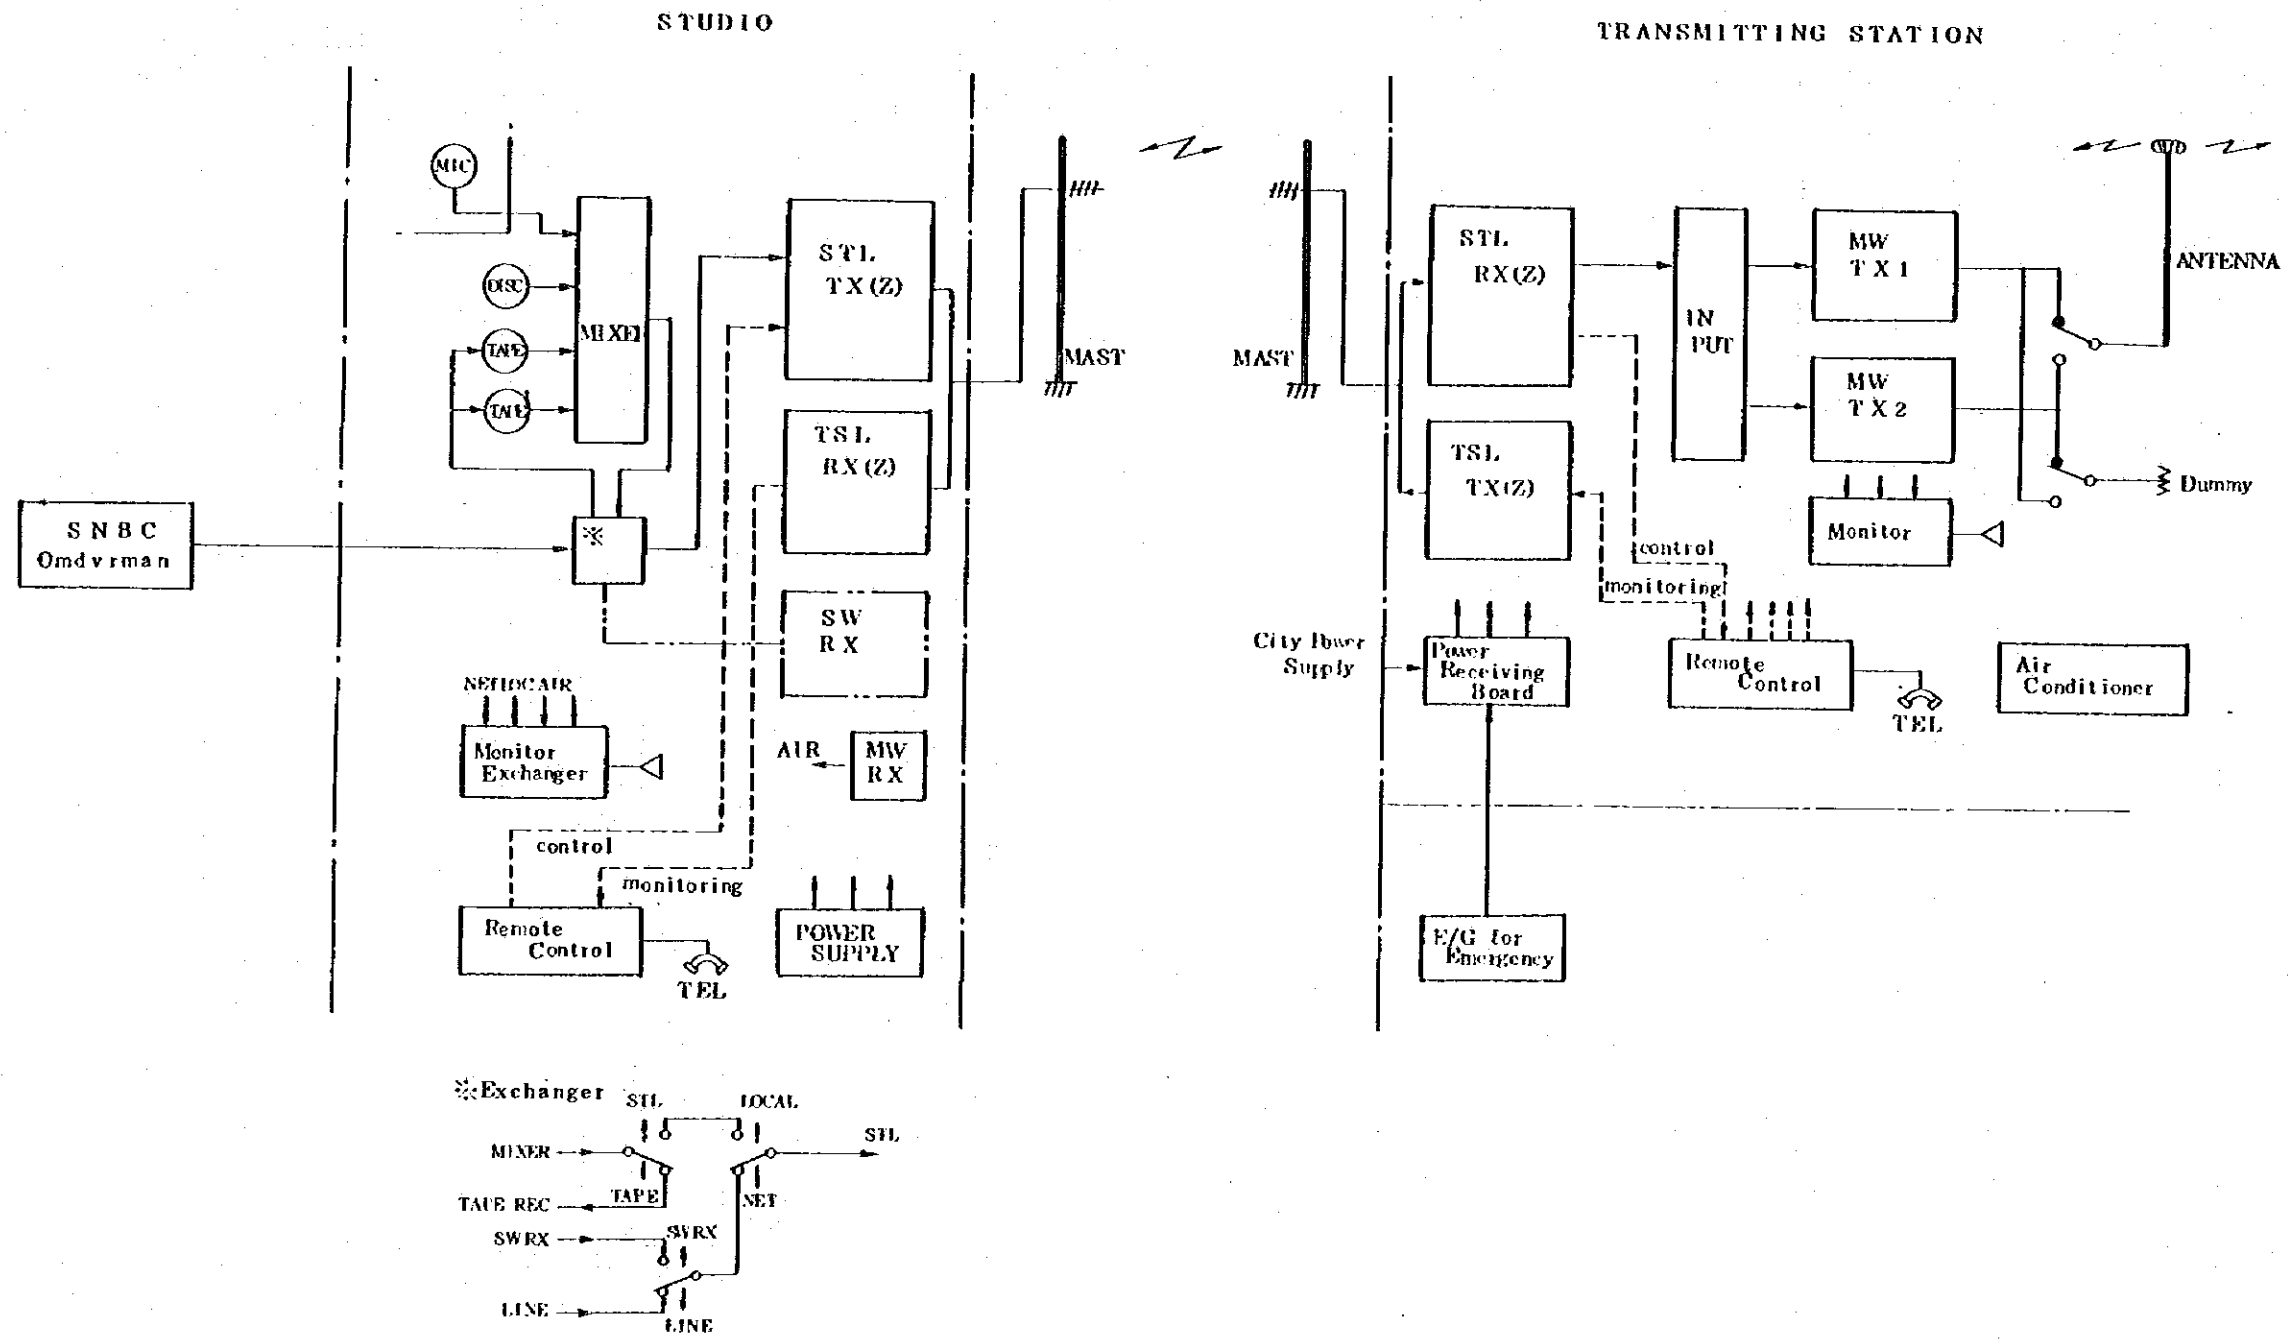 STUDIO
TRANSMITTING STATION
MIC
DISC
TAPE
TAPE
MIXER
STL
TX(Z)
TSL
RX(Z)
SW
RX
MAST
SNBC
Omdvrman
※
Monitor
Exchanger
AIR
MW
RX
control
monitoring
Remote
Control
TEL
POWER
SUPPLY
MAST
STL
RX(Z)
TSL
TX(Z)
IN
PUT
MW
TX1
MW
TX2
ANTENNA
Dummy
Monitor
control
monitoring
City Power
Supply
Power
Receiving
Board
Remote
Control
TEL
Air
Conditioner
E/G for
Emergency
※Exchanger
STL
LOCAL
MIXER
STL
TAPE
NET
TAPE REC
SWRX
SWRX
LINE
LINE